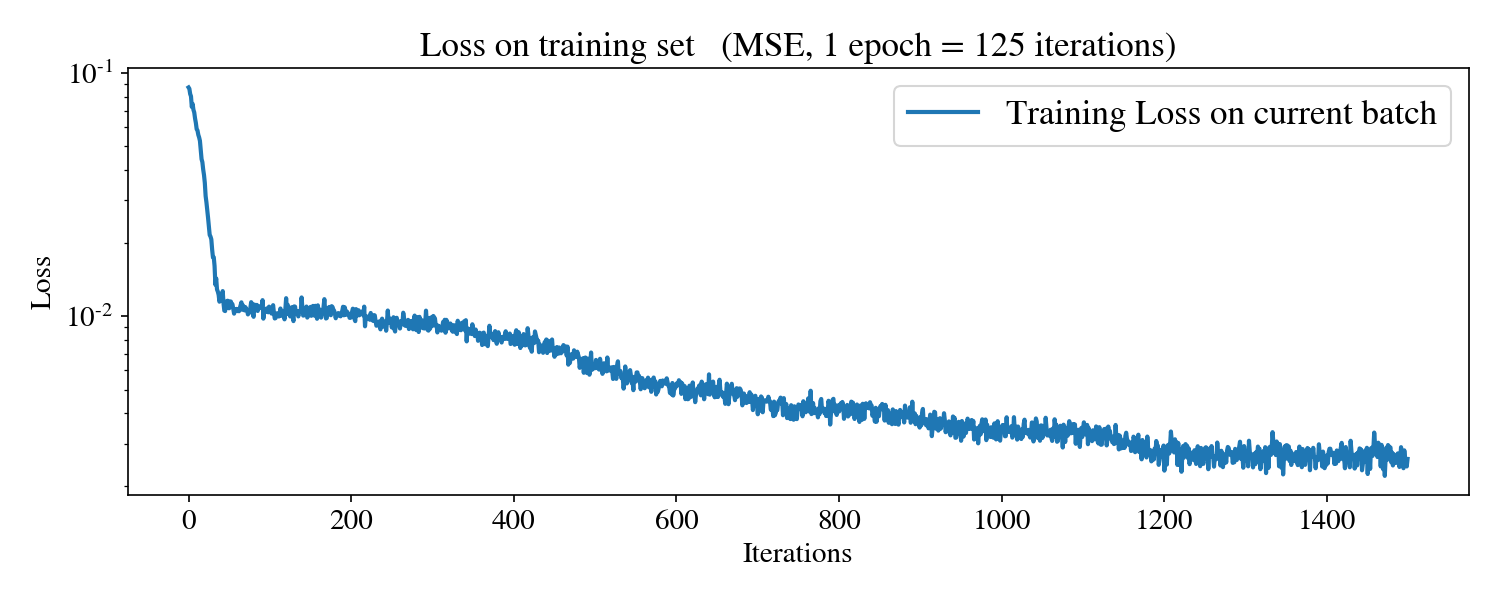 Loss on training set (MSE, 1 epoch = 125 iterations)
Training Loss on current batch
Loss
10-1
10-2
0 200 400 600 800 1000 1200 1400
Iterations